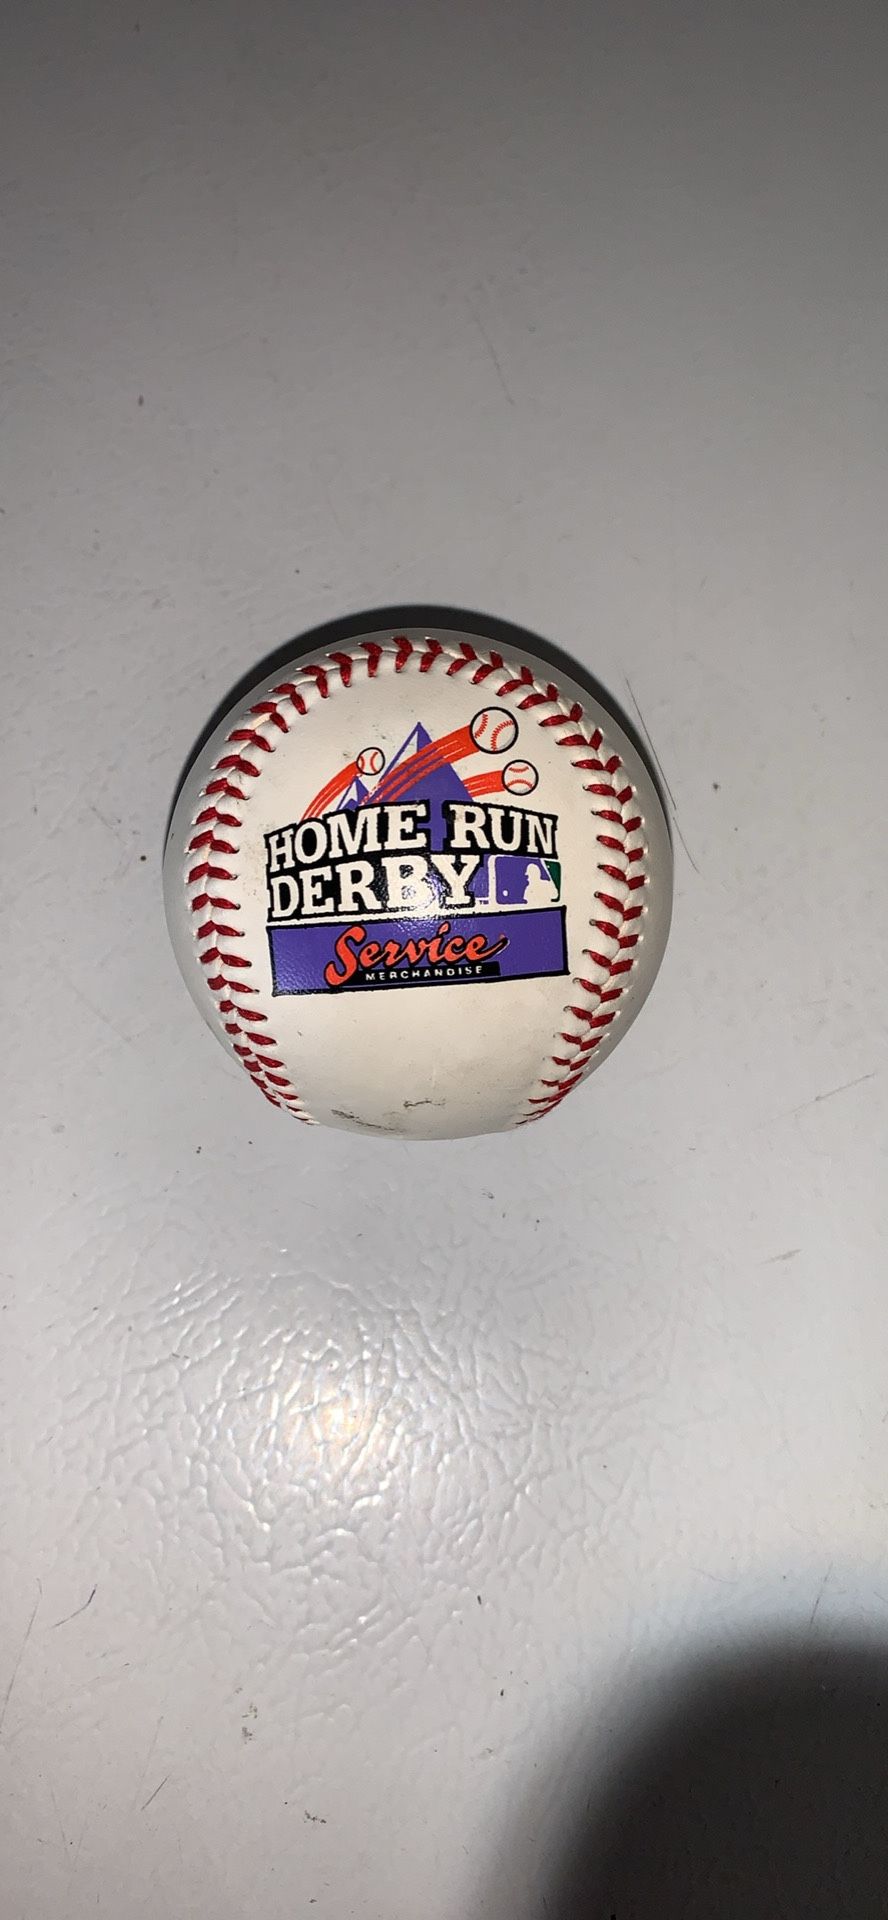 HOME RUN
DERBY
Service
MERCHANDISE